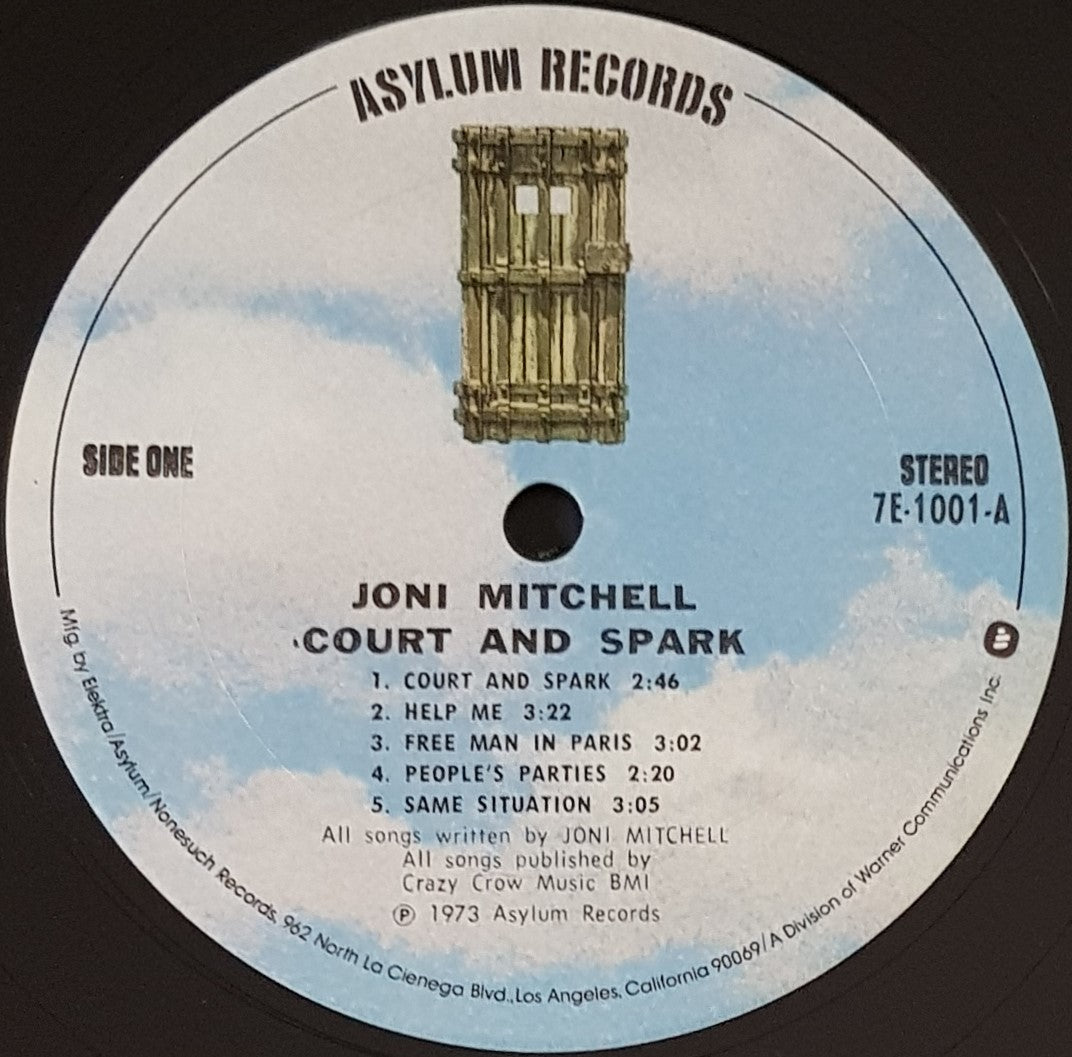 ASYLUM RECORDS
SIDE ONE
STEREO
7E-1001-A
JONI MITCHELL
COURT AND SPARK
1. COURT AND SPARK 2:46
2. HELP ME 3:22
3. FREE MAN IN PARIS 3:02
4. PEOPLE'S PARTIES 2:20
5. SAME SITUATION 3:05
All songs written by JONI MITCHELL
All songs published by
Crazy Crow Music BMI
℗ 1973 Asylum Records
Mfg. by Elektra/Asylum/Nonesuch Records, 962 North La Cienega Blvd., Los Angeles, California 90069/A Division of Warner Communications Inc.